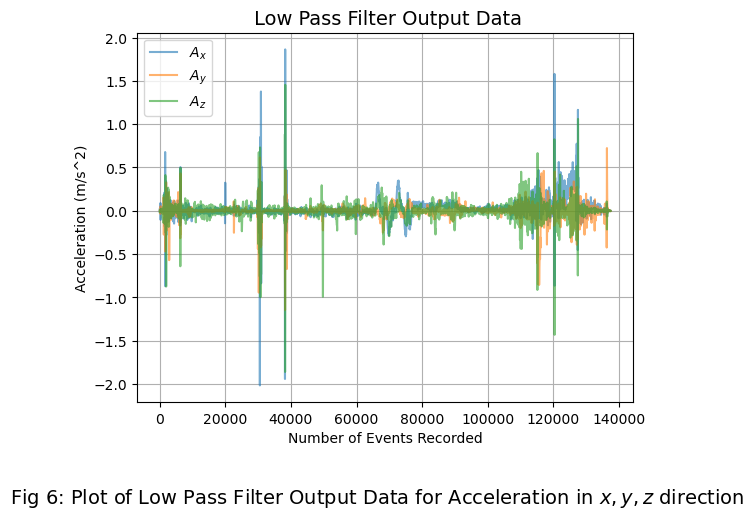 Low Pass Filter Output Data
2.0
1.5
1.0
0.5
0.0
−0.5
−1.0
−1.5
−2.0
Acceleration (m/s^2)
A_x
A_y
A_z
0 20000 40000 60000 80000 100000 120000 140000
Number of Events Recorded
Fig 6: Plot of Low Pass Filter Output Data for Acceleration in x, y, z direction